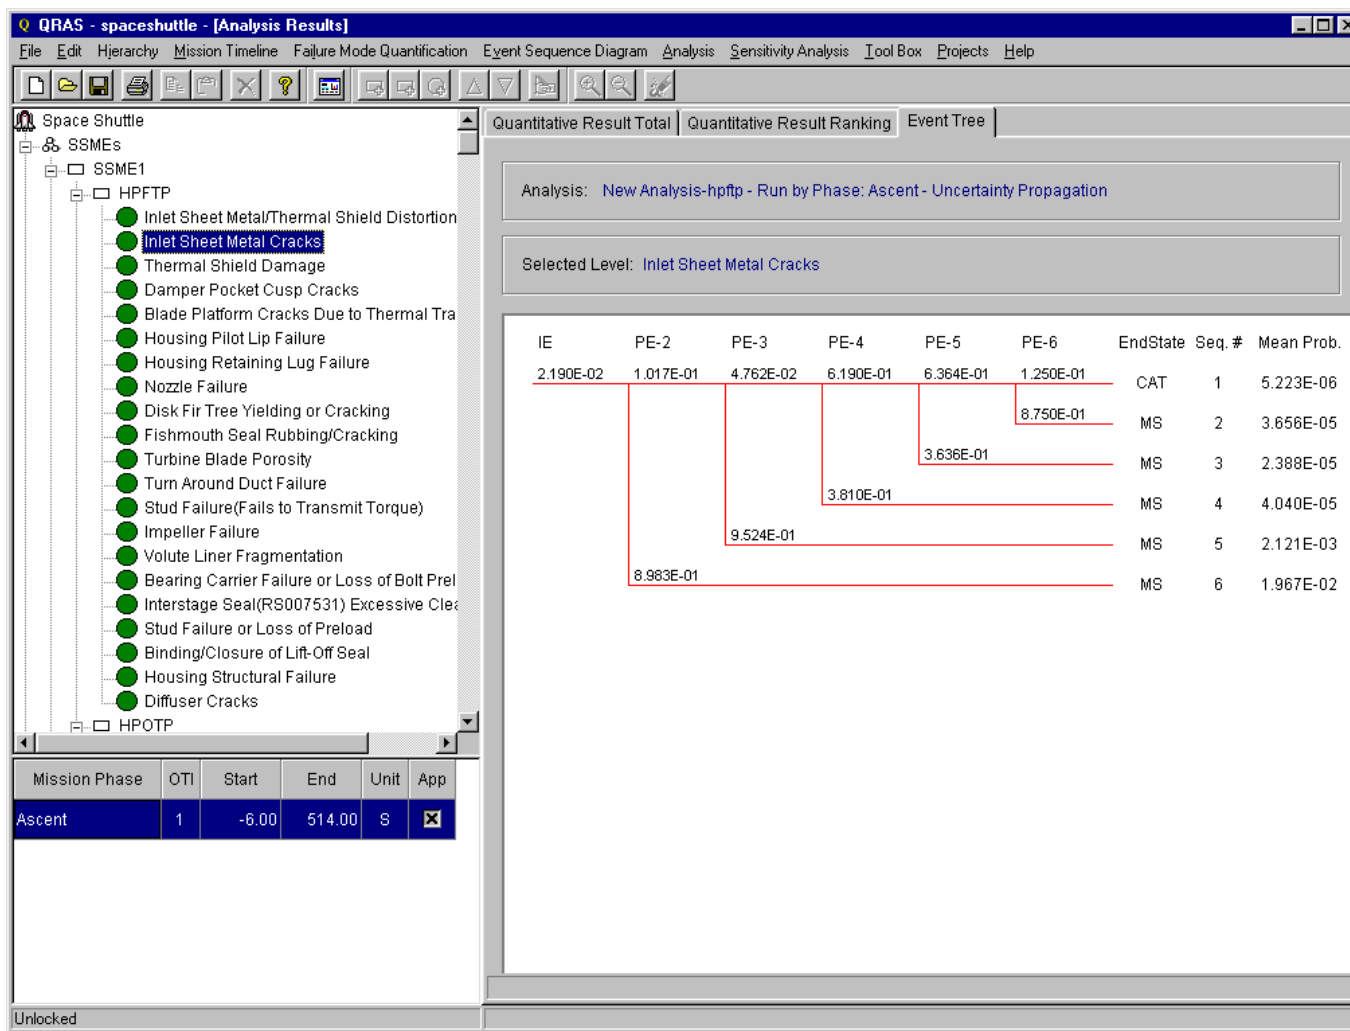 QRAS - spaceshuttle - [Analysis Results]
File Edit Hierarchy Mission Timeline Failure Mode Quantification Event Sequence Diagram Analysis Sensitivity Analysis Tool Box Projects Help
Space Shuttle
SSMEs
SSME1
HPFTP
Inlet Sheet Metal/Thermal Shield Distortion
Inlet Sheet Metal Cracks
Thermal Shield Damage
Damper Pocket Cusp Cracks
Blade Platform Cracks Due to Thermal Tra
Housing Pilot Lip Failure
Housing Retaining Lug Failure
Nozzle Failure
Disk Fir Tree Yielding or Cracking
Fishmouth Seal Rubbing/Cracking
Turbine Blade Porosity
Turn Around Duct Failure
Stud Failure(Fails to Transmit Torque)
Impeller Failure
Volute Liner Fragmentation
Bearing Carrier Failure or Loss of Bolt Prel
Interstage Seal(RS007531) Excessive Clea
Stud Failure or Loss of Preload
Binding/Closure of Lift-Off Seal
Housing Structural Failure
Diffuser Cracks
HPOTP
Mission Phase OTI Start End Unit App
Ascent 1 -6.00 514.00 S
Unlocked
Quantitative Result Total Quantitative Result Ranking Event Tree
Analysis: New Analysis-hpftp - Run by Phase: Ascent - Uncertainty Propagation
Selected Level: Inlet Sheet Metal Cracks
IE PE-2 PE-3 PE-4 PE-5 PE-6 EndState Seq. # Mean Prob.
2.190E-02 1.017E-01 4.762E-02 6.190E-01 6.364E-01 1.250E-01 CAT 1 5.223E-06
8.750E-01 MS 2 3.656E-05
3.636E-01 MS 3 2.388E-05
3.810E-01 MS 4 4.040E-05
9.524E-01 MS 5 2.121E-03
8.983E-01 MS 6 1.967E-02